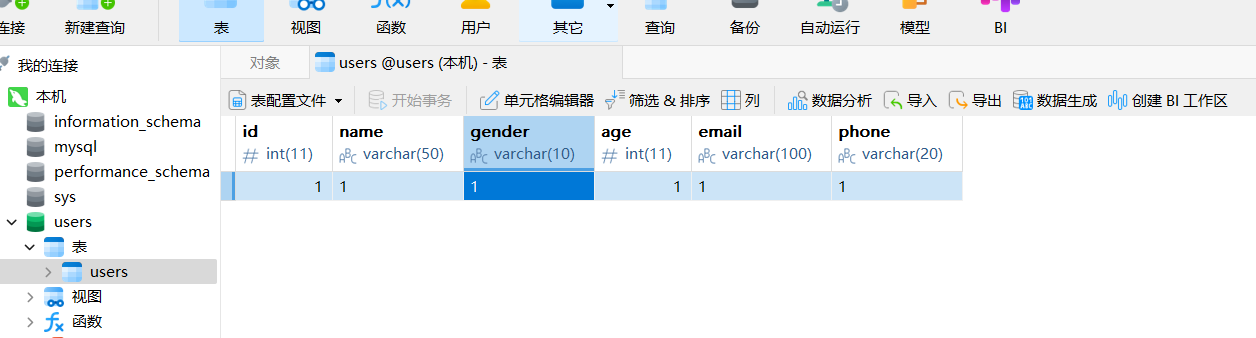 连接 新建查询 表 视图 函数 用户 其它 查询 备份 自动运行 模型 BI
我的连接 对象 users @users (本机) - 表
本机 表配置文件 开始事务 单元格编辑器 筛选 & 排序 列 数据分析 导入 导出 数据生成 创建 BI 工作区
information_schema id name gender age email phone
mysql # int(11) ABC varchar(50) ABC varchar(10) # int(11) ABC varchar(100) ABC varchar(20)
performance_schema 1 1 1 1 1 1
sys
users
表
users
视图
fx 函数